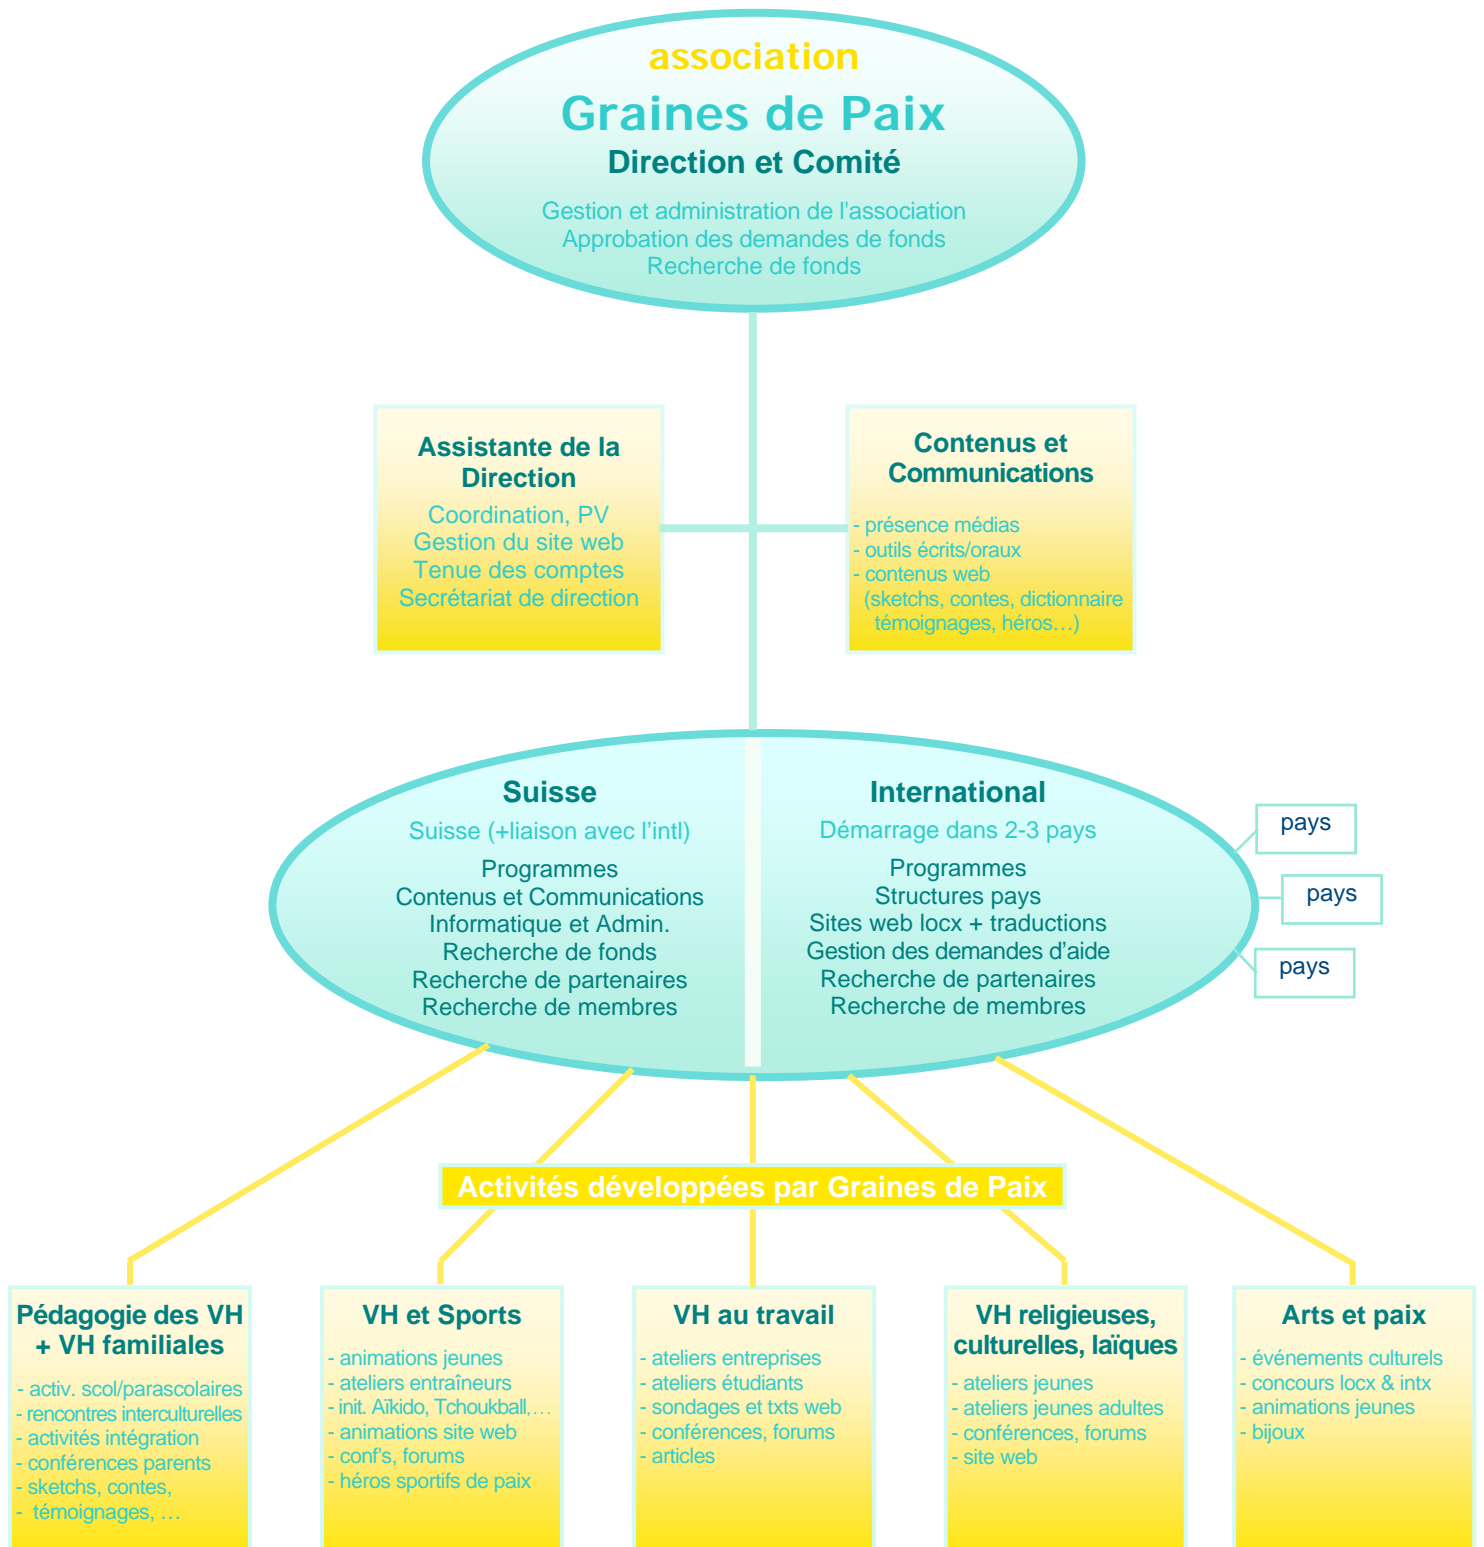 association
Graines de Paix
Direction et Comité
Gestion et administration de l'association
Approbation des demandes de fonds
Recherche de fonds
Assistante de la
Direction
Coordination, PV
Gestion du site web
Tenue des comptes
Secrétariat de direction
Contenus et
Communications
- présence médias
- outils écrits/oraux
- contenus web
(sketchs, contes, dictionnaire
témoignages, héros…)
Suisse
Suisse (+liaison avec l’intl)
Programmes
Contenus et Communications
Informatique et Admin.
Recherche de fonds
Recherche de partenaires
Recherche de membres
International
Démarrage dans 2-3 pays
Programmes
Structures pays
Sites web locx + traductions
Gestion des demandes d’aide
Recherche de partenaires
Recherche de membres
pays
pays
pays
Activités développées par Graines de Paix
Pédagogie des VH
+ VH familiales
- activ. scol/parascolaires
- rencontres interculturelles
- activités intégration
- conférences parents
- sketchs, contes,
- témoignages, …
VH et Sports
- animations jeunes
- ateliers entraîneurs
- init. Aïkido, Tchoukball,…
- animations site web
- conf's, forums
- héros sportifs de paix
VH au travail
- ateliers entreprises
- ateliers étudiants
- sondages et txts web
- conférences, forums
- articles
VH religieuses,
culturelles, laïques
- ateliers jeunes
- ateliers jeunes adultes
- conférences, forums
- site web
Arts et paix
- événements culturels
- concours locx & intx
- animations jeunes
- bijoux